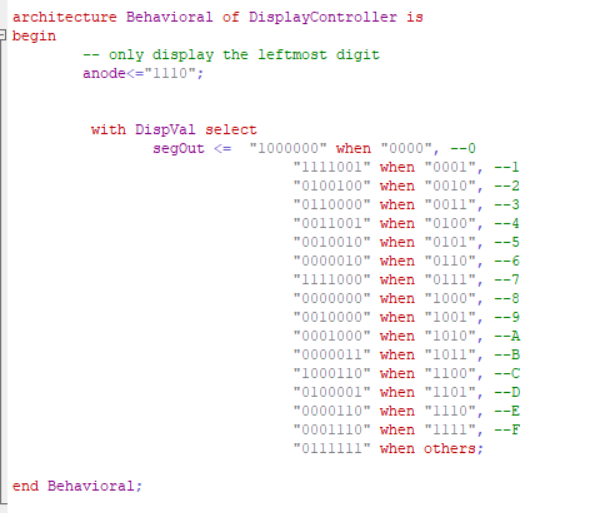 architecture Behavioral of DisplayController is
begin
-- only display the leftmost digit
anode<="1110";
with DispVal select
segOut <= "1000000" when "0000", --0
"1111001" when "0001", --1
"0100100" when "0010", --2
"0110000" when "0011", --3
"0011001" when "0100", --4
"0010010" when "0101", --5
"0000010" when "0110", --6
"1111000" when "0111", --7
"0000000" when "1000", --8
"0010000" when "1001", --9
"0001000" when "1010", --A
"0000011" when "1011", --B
"1000110" when "1100", --C
"0100001" when "1101", --D
"0000110" when "1110", --E
"0001110" when "1111", --F
"0111111" when others;
end Behavioral;